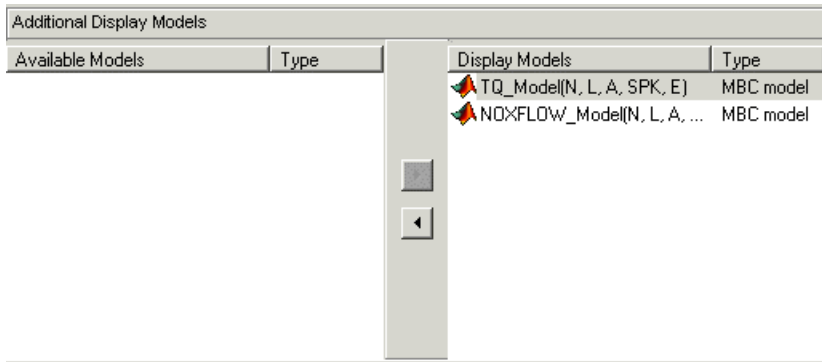 Additional Display Models
Available Models Type
Display Models Type
TQ_Model(N, L, A, SPK, E) MBC model
NOXFLOW_Model(N, L, A, ... MBC model